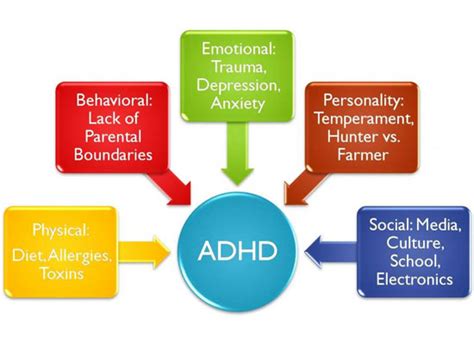 Emotional:
Trauma,
Depression,
Anxiety
Behavioral:
Lack of
Parental
Boundaries
Personality:
Temperament,
Hunter vs.
Farmer
Physical:
Diet, Allergies,
Toxins
ADHD
Social: Media,
Culture,
School,
Electronics